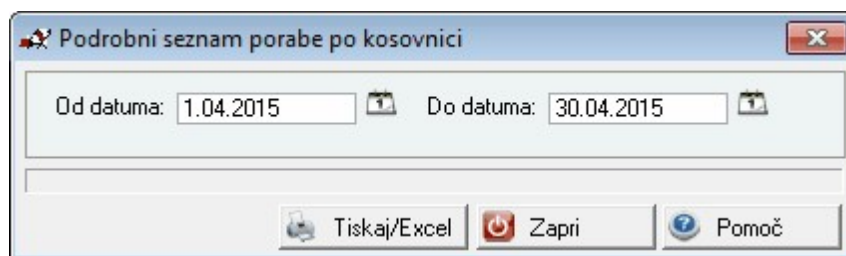 Podrobni seznam porabe po kosovnici
Od datuma: 1.04.2015 Do datuma: 30.04.2015
Tiskaj/Excel Zapri Pomoč